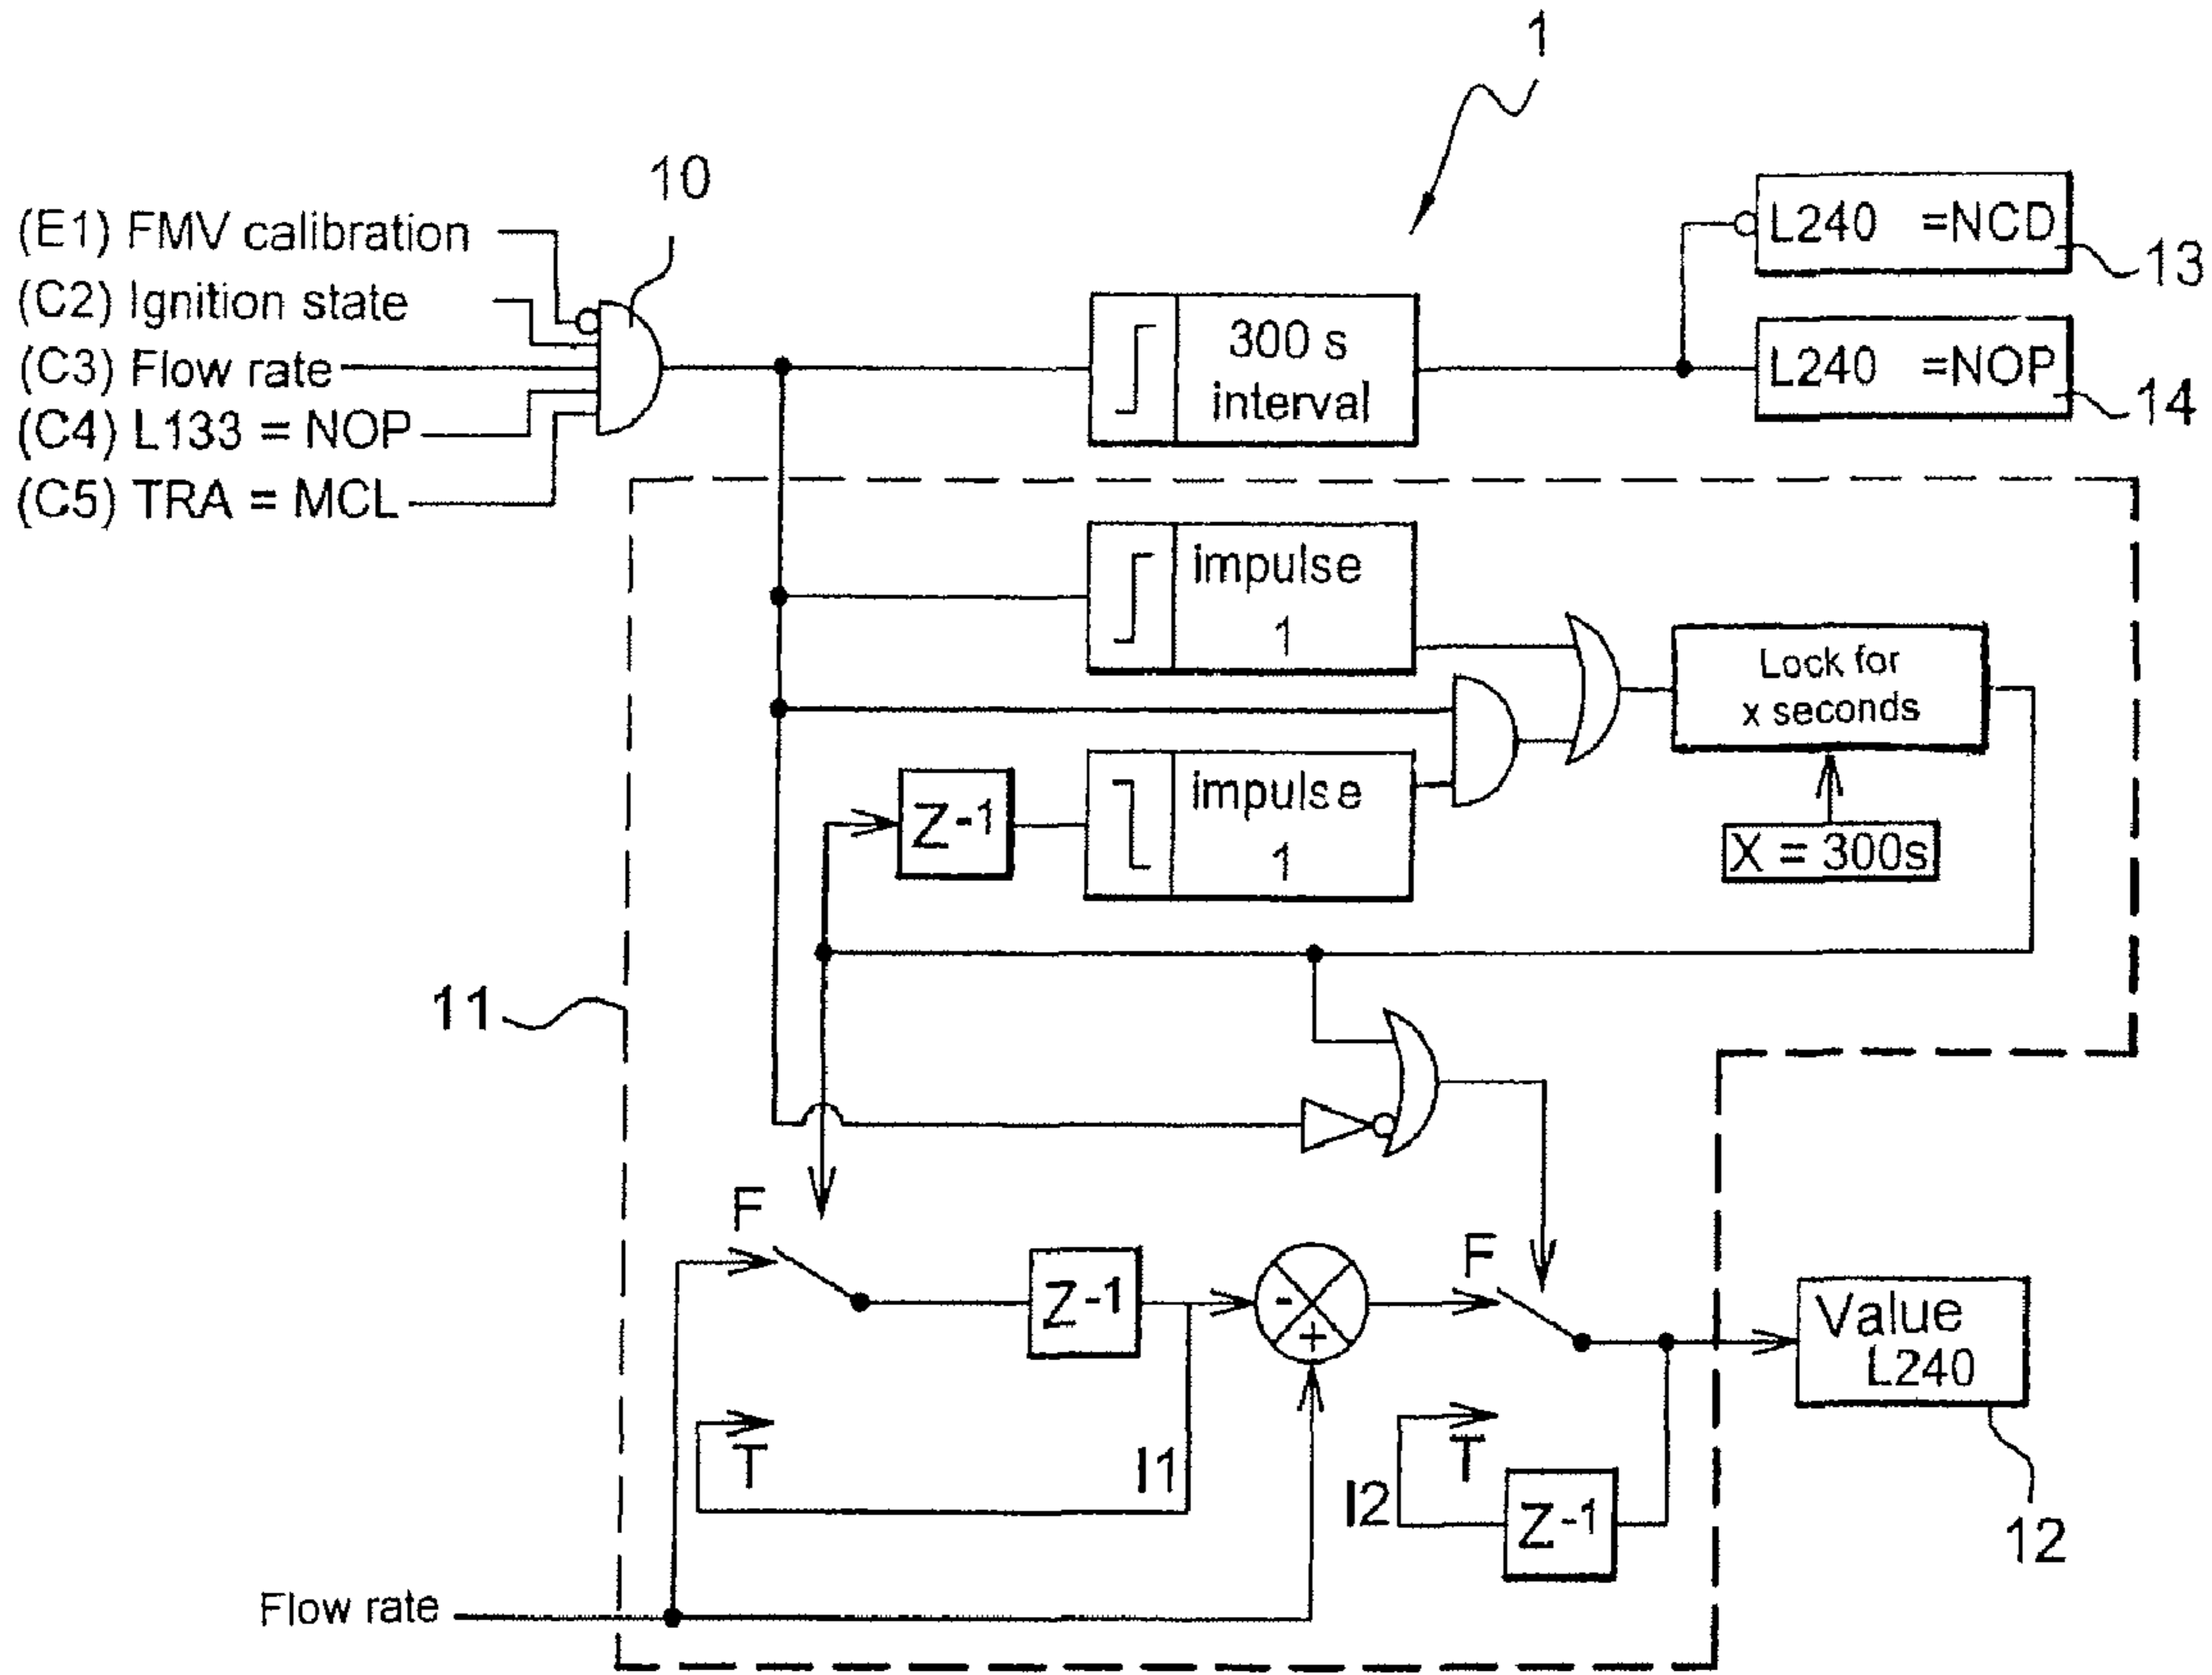 1
10
(E1) FMV calibration
(C2) Ignition state
(C3) Flow rate
(C4) L133 = NOP
(C5) TRA = MCL
300 s
interval
L240 =NCD
13
L240 =NOP
14
impulse
1
Lock for
x seconds
Z-1
impulse
1
X = 300s
11
F
Z-1
-
+
F
Value
L240
T
I1
T
I2
Z-1
12
Flow rate